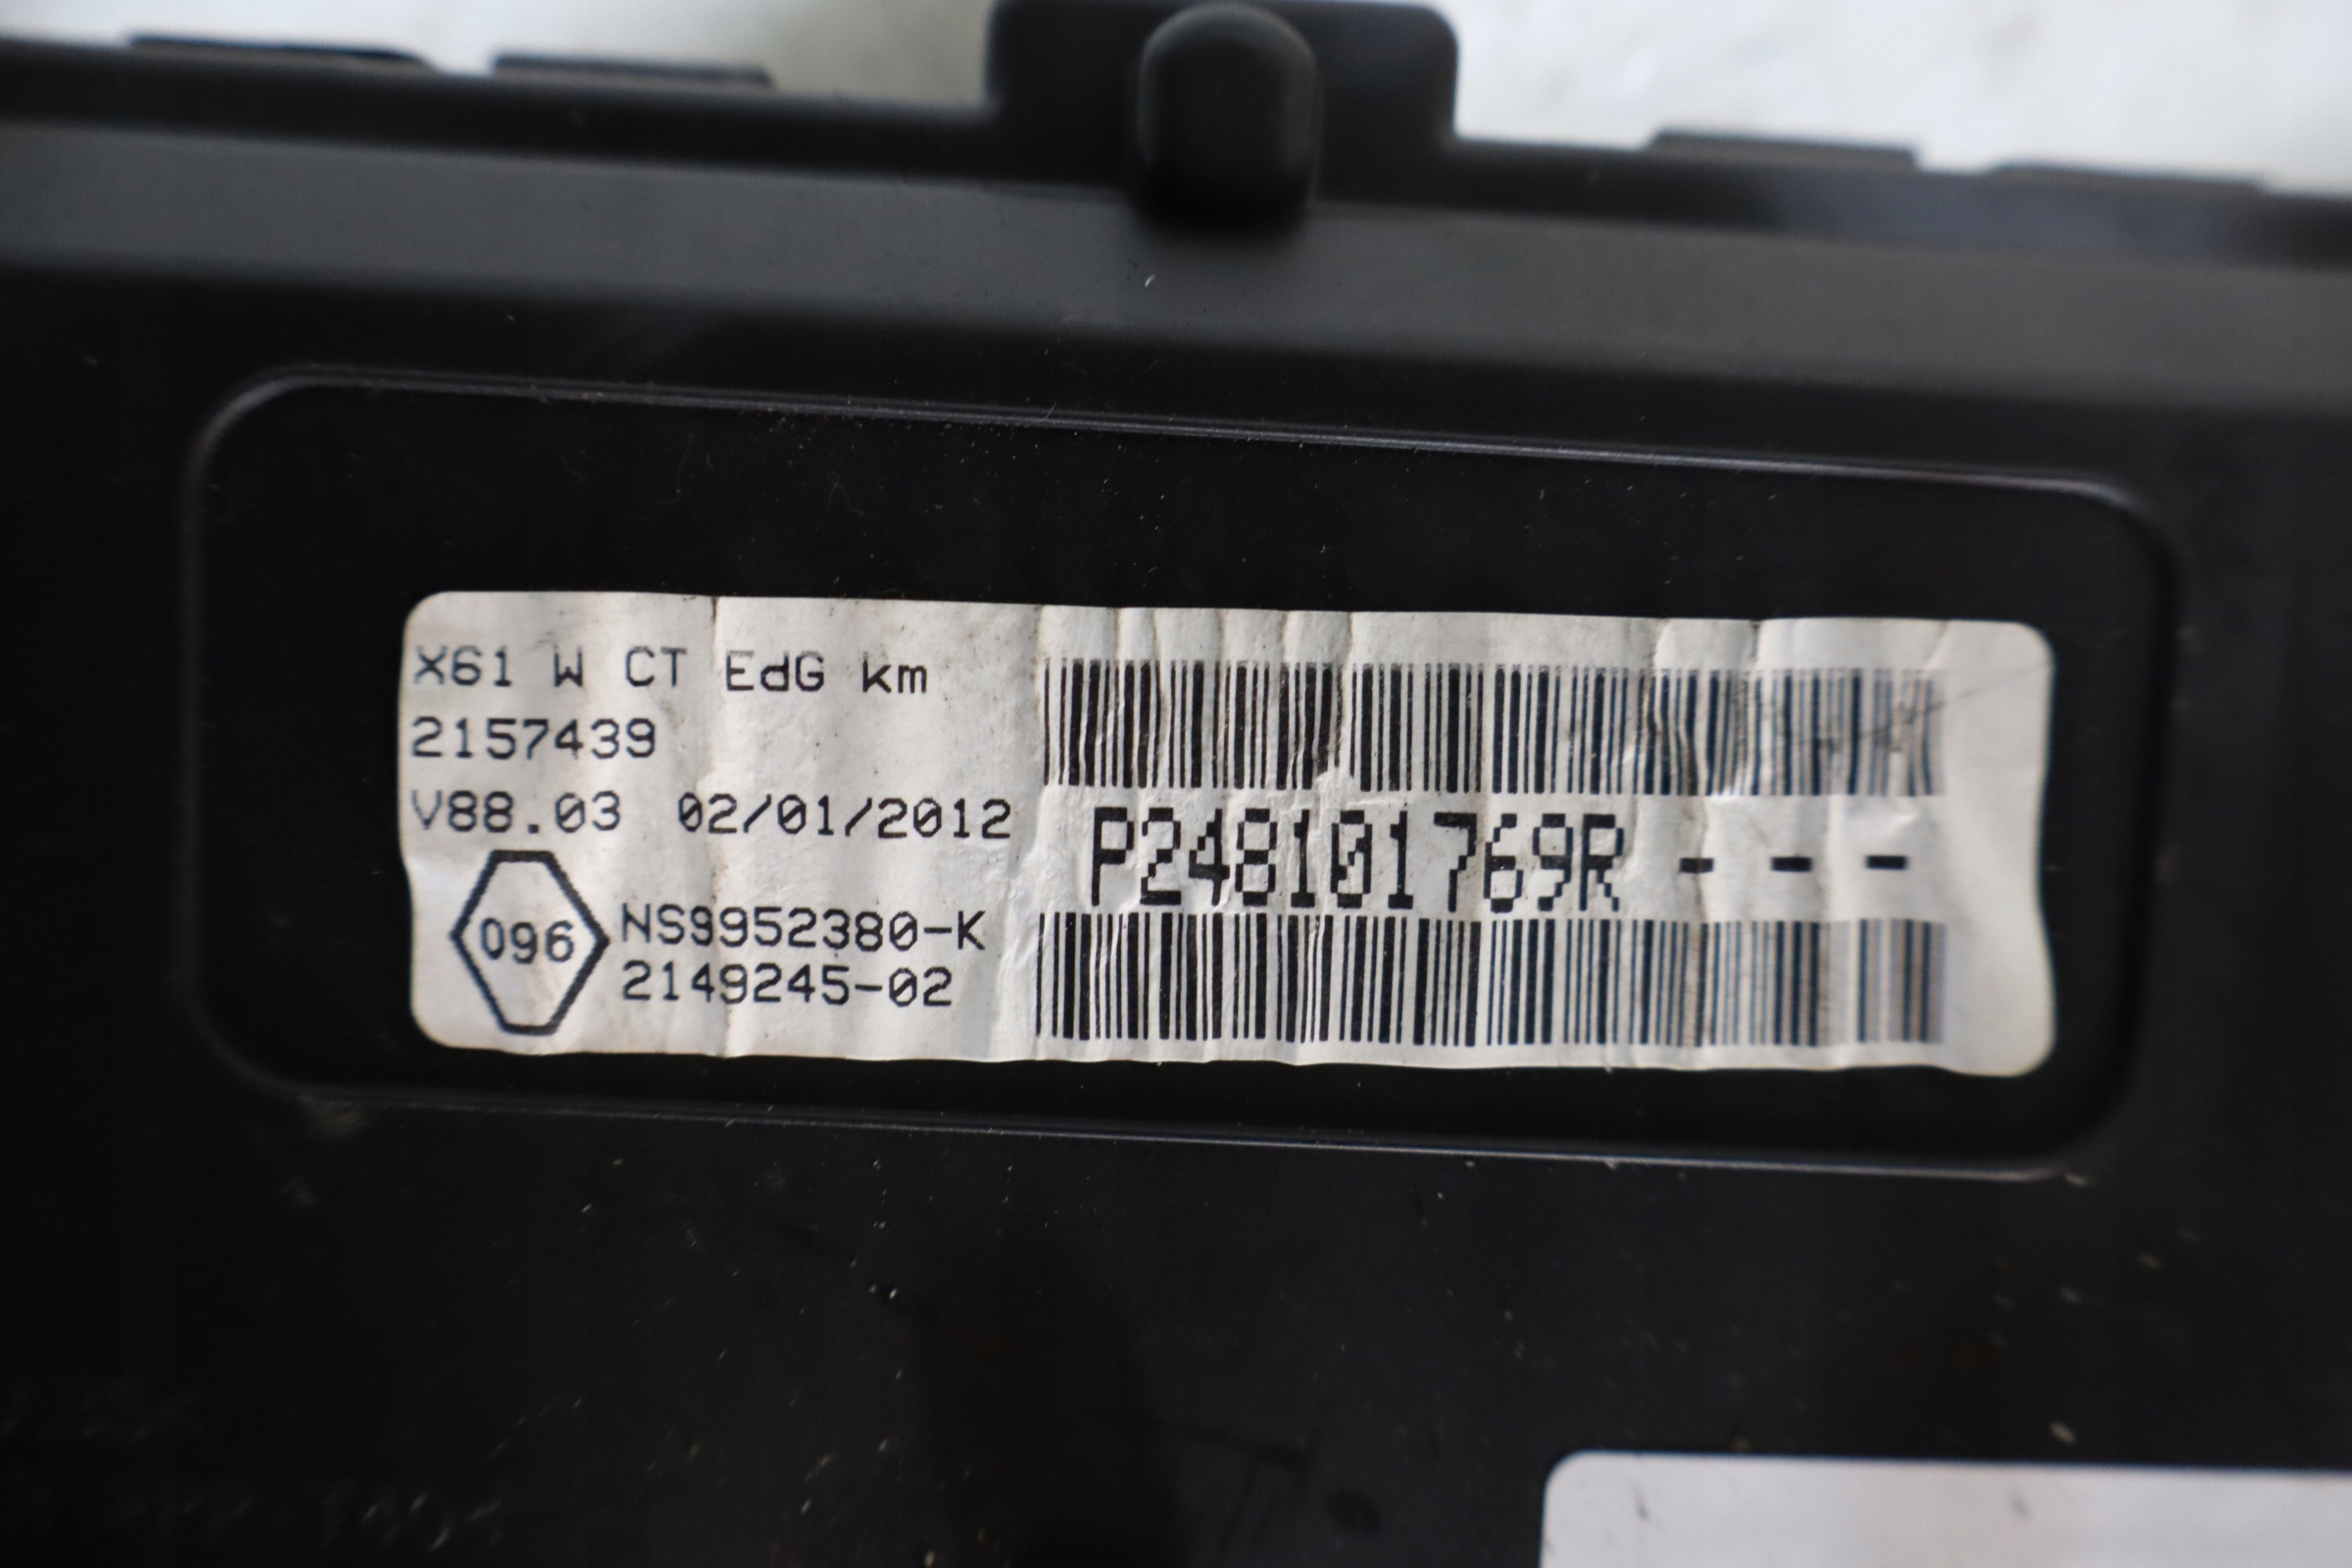 X61 W CT EdG km
2157439
V88.03 02/01/2012
096
NS9952380-K
2149245-02
P248101769R - - -